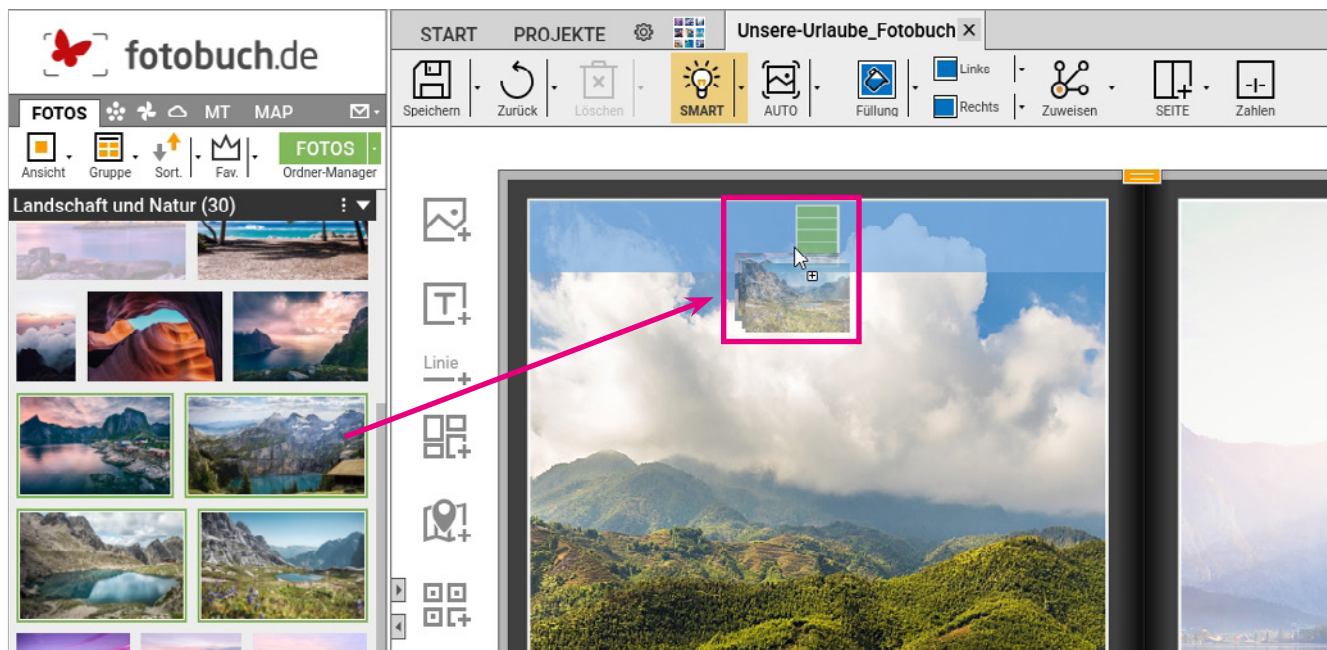 fotobuch.de
FOTOS MT MAP
Ansicht Gruppe Sort. Fav. FOTOS Ordner-Manager
Landschaft und Natur (30)
START PROJEKTE Unsere-Urlaube_Fotobuch
Speichern Zurück Löschen SMART AUTO Füllung Links Rechts Zuweisen SEITE Zahlen
T
Linie